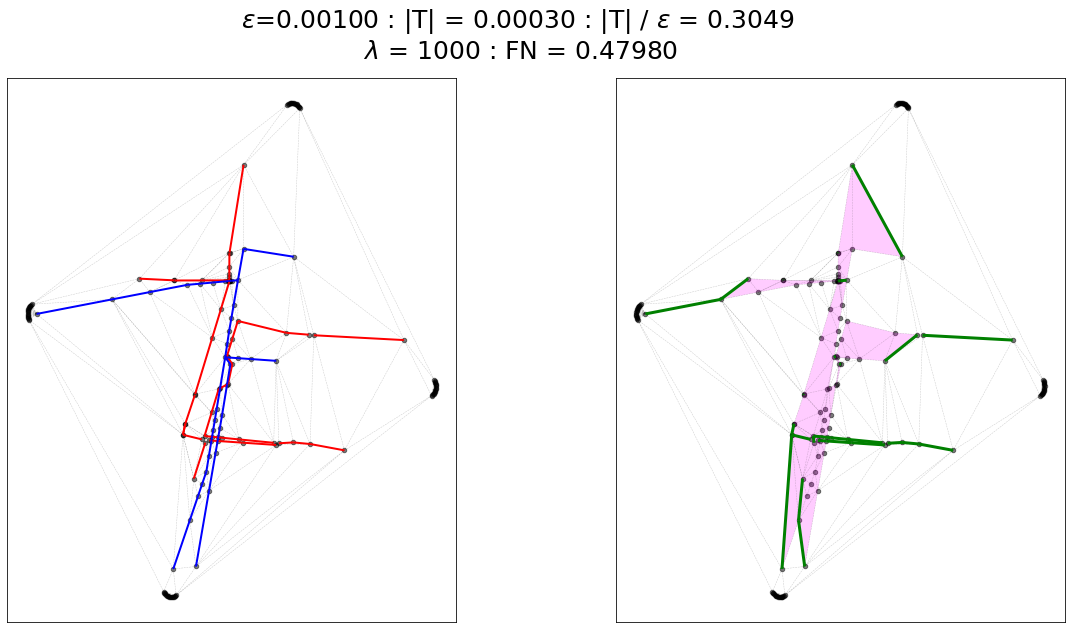 ε=0.00100 : |T| = 0.00030 : |T| / ε = 0.3049
λ = 1000 : FN = 0.47980